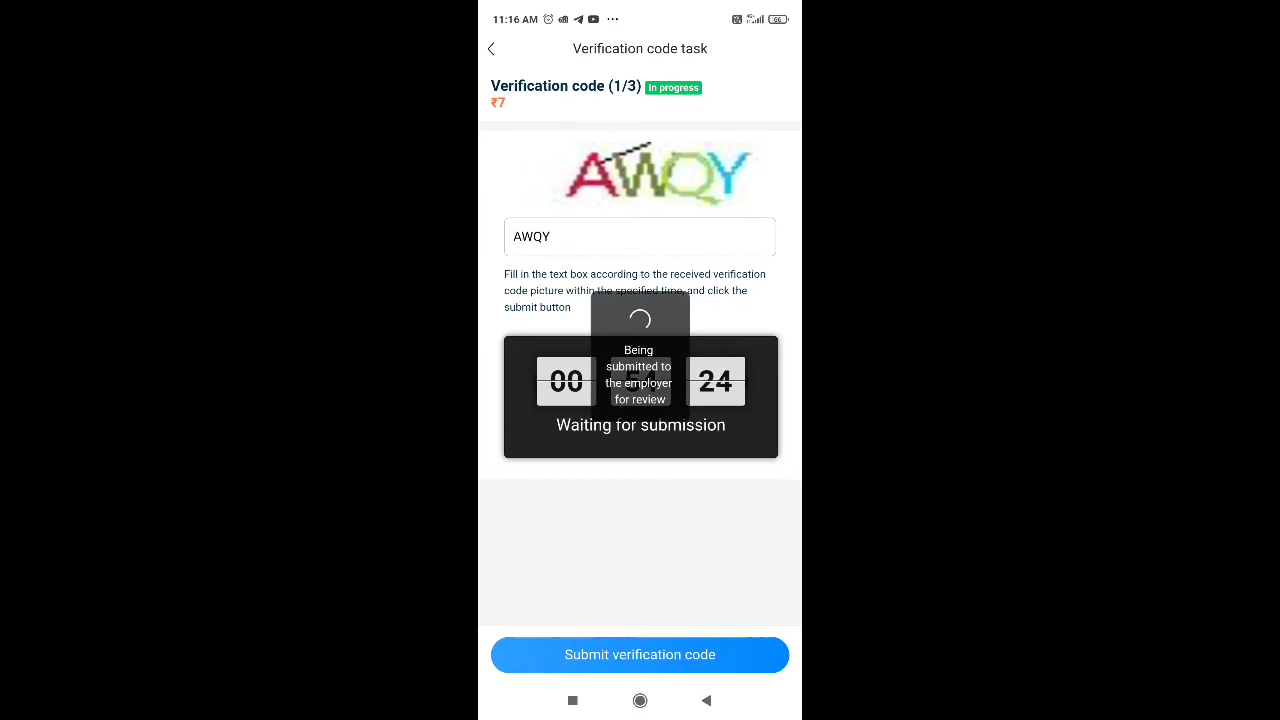 11:16 AM
66
Verification code task
Verification code (1/3) In progress
₹7
AWQY
AWQY
Fill in the text box according to the received verification
code picture within the specified time, and click the
submit button
Being
submitted to
the employer
for review
00 54 24
Waiting for submission
Submit verification code